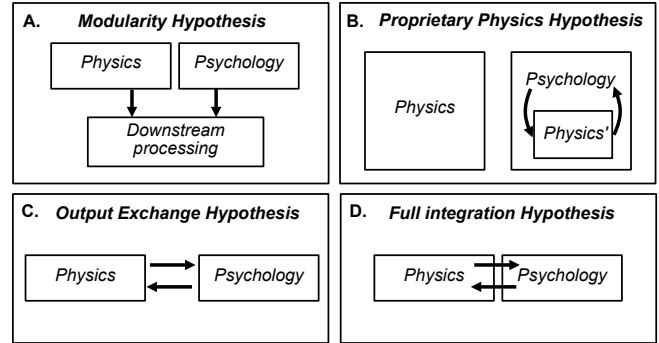 A. Modularity Hypothesis
Physics
Psychology
Downstream
processing
B. Proprietary Physics Hypothesis
Physics
Psychology
Physics'
C. Output Exchange Hypothesis
Physics
Psychology
D. Full integration Hypothesis
Physics
Psychology